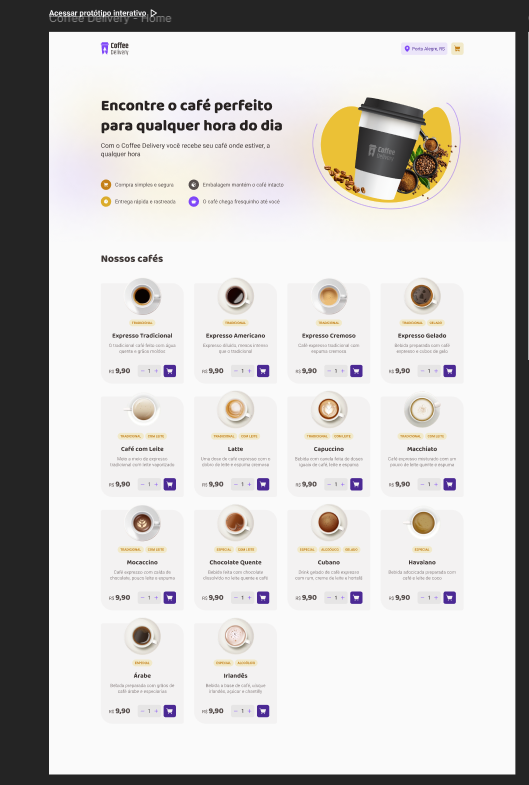 Acessar protótipo interativo
Coffee Delivery - Home
Coffee
Delivery
Porto Alegre, RS
Encontre o café perfeito
para qualquer hora do dia
Com o Coffee Delivery você recebe seu café onde estiver, a
qualquer hora
Compra simples e segura
Embalagem mantém o café intacto
Entrega rápida e rastreada
O café chega fresquinho até você
Coffee
Delivery
Nossos cafés
TRADICIONAL
TRADICIONAL
TRADICIONAL
TRADICIONAL GELADO
Expresso Tradicional
Expresso Americano
Expresso Cremoso
Expresso Gelado
O tradicional café feito com água
quente e grãos moídos
Expresso diluído, menos intenso
que o tradicional
Café expresso tradicional com
espuma cremosa
Bebida preparada com café
expresso e cubos de gelo
R$ 9,90 − 1 +
R$ 9,90 − 1 +
R$ 9,90 − 1 +
R$ 9,90 − 1 +
TRADICIONAL COM LEITE
TRADICIONAL COM LEITE
TRADICIONAL COM LEITE
TRADICIONAL COM LEITE
Café com Leite
Latte
Capuccino
Macchiato
Meio a meio de expresso
tradicional com leite vaporizado
Uma dose de café expresso com o
dobro de leite e espuma cremosa
Bebida com canela feita de doses
iguais de café, leite e espuma
Café expresso misturado com um
pouco de leite quente e espuma
R$ 9,90 − 1 +
R$ 9,90 − 1 +
R$ 9,90 − 1 +
R$ 9,90 − 1 +
TRADICIONAL COM LEITE
ESPECIAL COM LEITE
ESPECIAL ALCOÓLICO GELADO
ESPECIAL
Mocaccino
Chocolate Quente
Cubano
Havaiano
Café expresso com calda de
chocolate, pouco leite e espuma
Bebida feita com chocolate
dissolvido no leite quente e café
Drink gelado de café expresso
com rum, creme de leite e hortelã
Bebida adocicada preparada com
café e leite de coco
R$ 9,90 − 1 +
R$ 9,90 − 1 +
R$ 9,90 − 1 +
R$ 9,90 − 1 +
ESPECIAL
ESPECIAL ALCOÓLICO
Árabe
Irlandês
Bebida preparada com grãos de
café árabe e especiarias
Bebida a base de café, uísque
irlandês, açúcar e chantilly
R$ 9,90 − 1 +
R$ 9,90 − 1 +